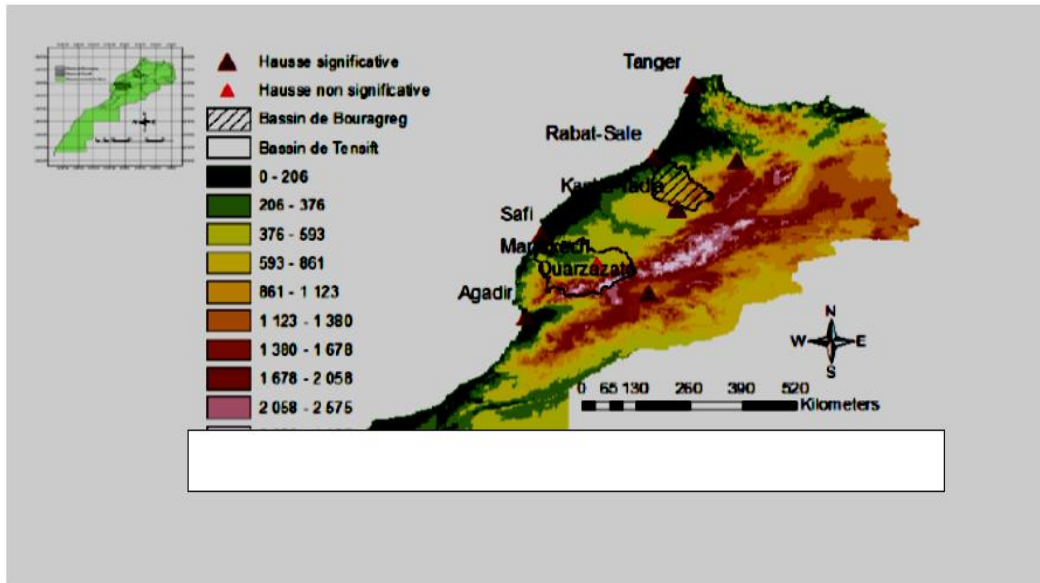 Hausse significative
Hausse non significative
Bassin de Bouragreg
Bassin de Tensift
0 - 206
206 - 376
376 - 593
593 - 861
861 - 1 123
1 123 - 1 380
1 380 - 1 678
1 678 - 2 058
2 058 - 2 575
Tanger
Rabat-Sale
Safi
Agadir
Ouarzazate
N
W E
S
0 65 130 260 390 520
Kilometers